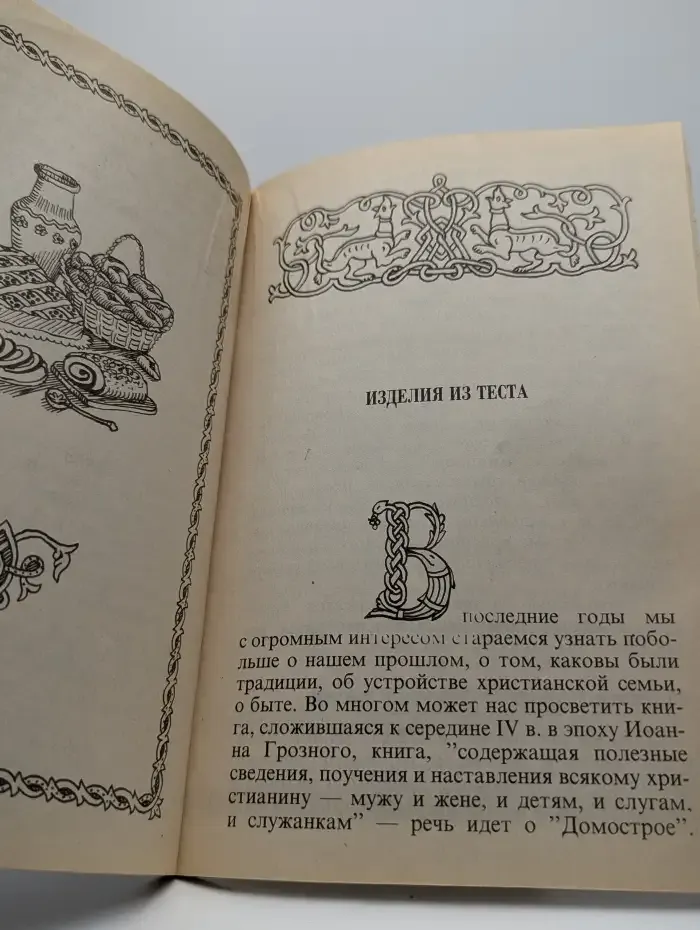 ИЗДЕЛИЯ ИЗ ТЕСТА
В последние годы мы
с огромным интересом стараемся узнать побо-
льше о нашем прошлом, о том, каковы были
традиции, об устройстве христианской семьи,
о быте. Во многом может нас просветить кни-
га, сложившаяся к середине IV в. в эпоху Иоан-
на Грозного, книга, ”содержащая полезные
сведения, поучения и наставления всякому хри-
стианину — мужу и жене, и детям, и слугам,
и служанкам” — речь идет о ”Домострое”.